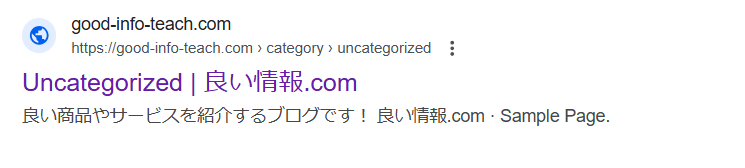 good-info-teach.com
https://good-info-teach.com › category › uncategorized
Uncategorized | 良い情報.com
良い商品やサービスを紹介するブログです！ 良い情報.com · Sample Page.